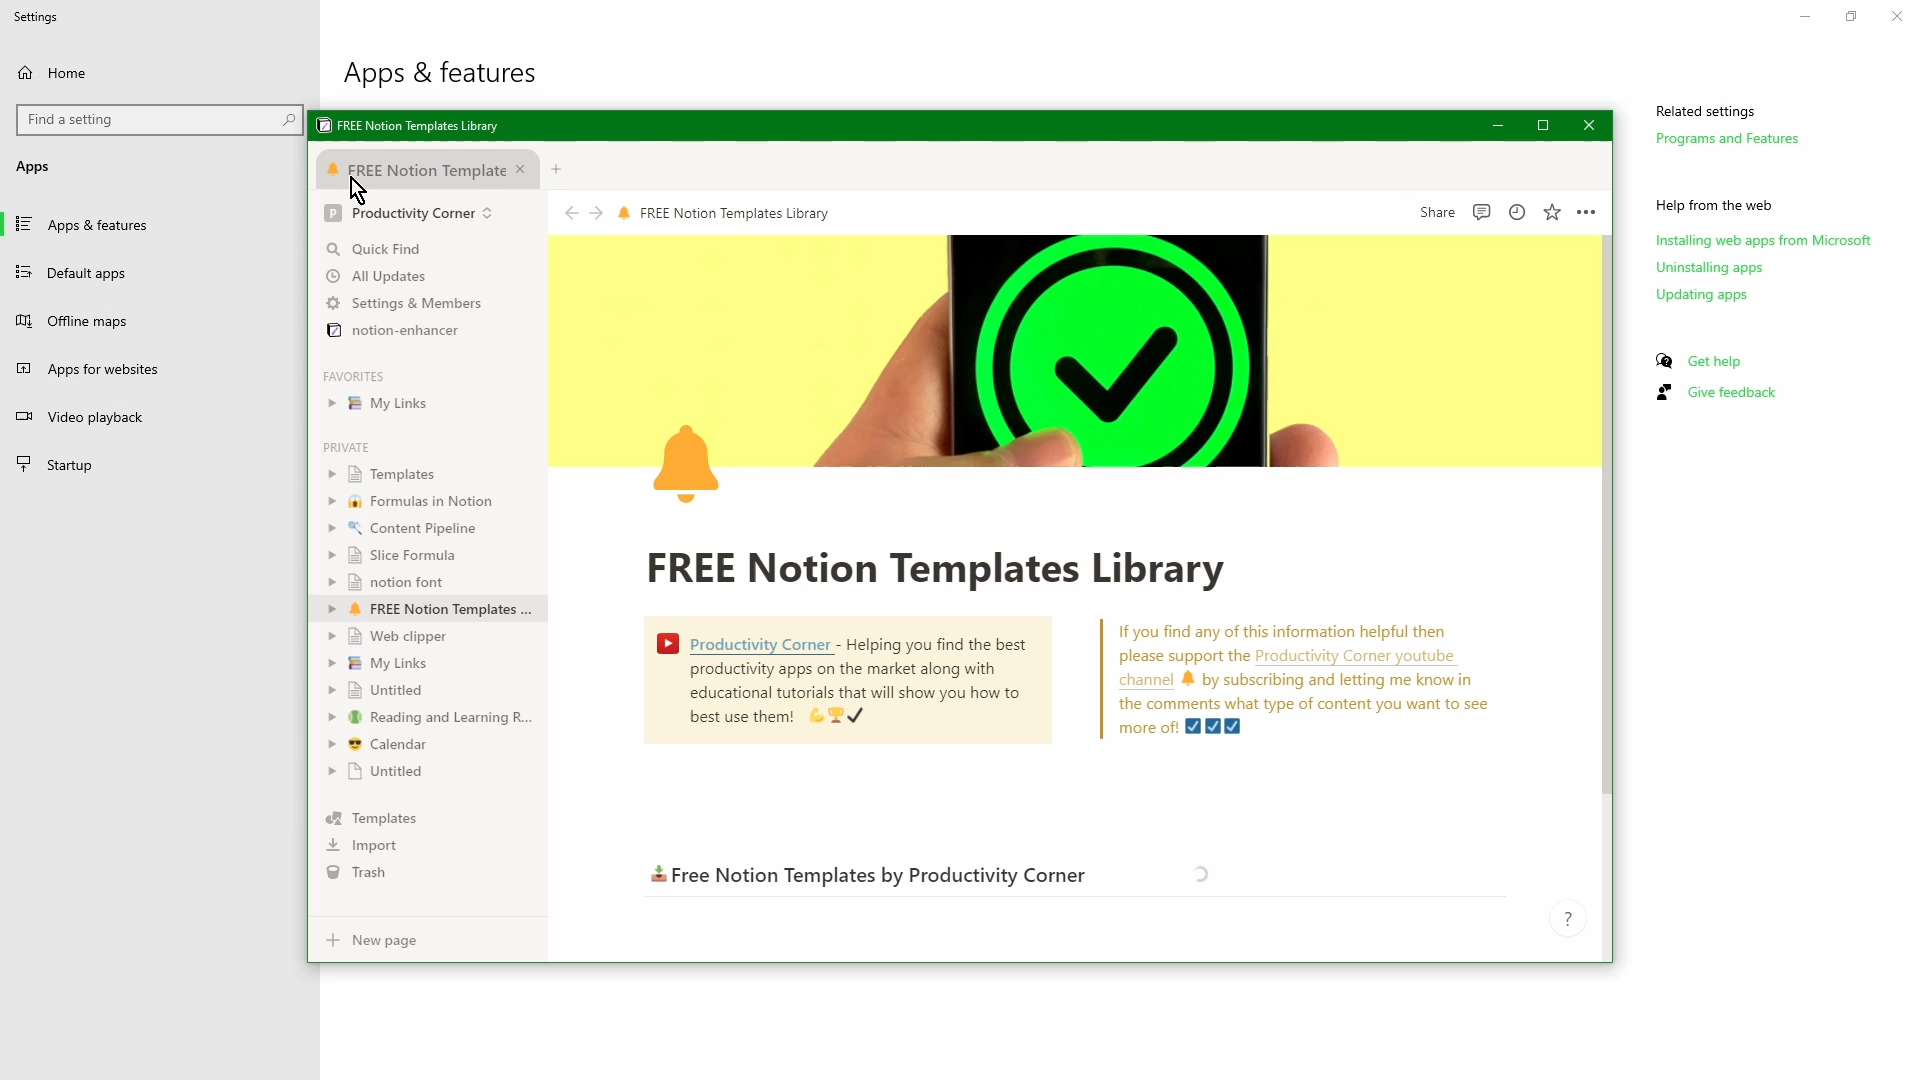 Settings
Home
Find a setting
Apps
Apps & features
Default apps
Offline maps
Apps for websites
Video playback
Startup
Apps & features
FREE Notion Templates Library
FREE Notion Template
P Productivity Corner
Quick Find
All Updates
Settings & Members
notion-enhancer
FAVORITES
My Links
PRIVATE
Templates
Formulas in Notion
Content Pipeline
Slice Formula
notion font
FREE Notion Templates ...
Web clipper
My Links
Untitled
Reading and Learning R...
Calendar
Untitled
Templates
Import
Trash
New page
FREE Notion Templates Library
Share
FREE Notion Templates Library
Productivity Corner - Helping you find the best
productivity apps on the market along with
educational tutorials that will show you how to
best use them!
If you find any of this information helpful then
please support the Productivity Corner youtube
channel by subscribing and letting me know in
the comments what type of content you want to see
more of!
Free Notion Templates by Productivity Corner
?
Related settings
Programs and Features
Help from the web
Installing web apps from Microsoft
Uninstalling apps
Updating apps
Get help
Give feedback